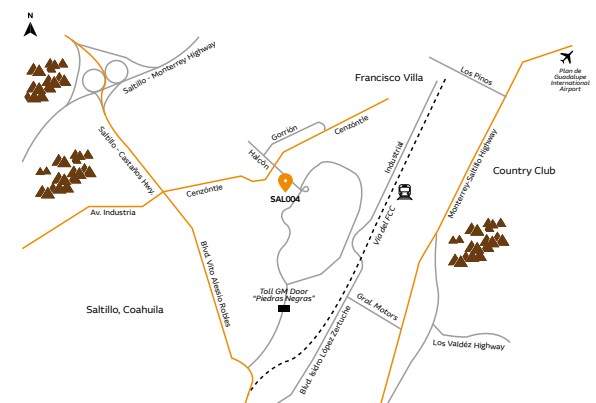 N
Saltillo - Monterrey Highway
Francisco Villa
Los Pinos
Plan de
Guadalupe
International
Airport
Gorrión
Cenzóntle
Halcón
Saltillo - Castaños Hwy.
Industrial
Monterrey-Saltillo Highway
Country Club
Cenzóntle
SAL004
Av. Industria
Vía del FCC
Blvd. Vito Alessio Robles
Toll GM Door
"Piedras Negras"
Saltillo, Coahuila
Gral. Motors
Blvd. Isidro López Zertuche
Los Valdéz Highway